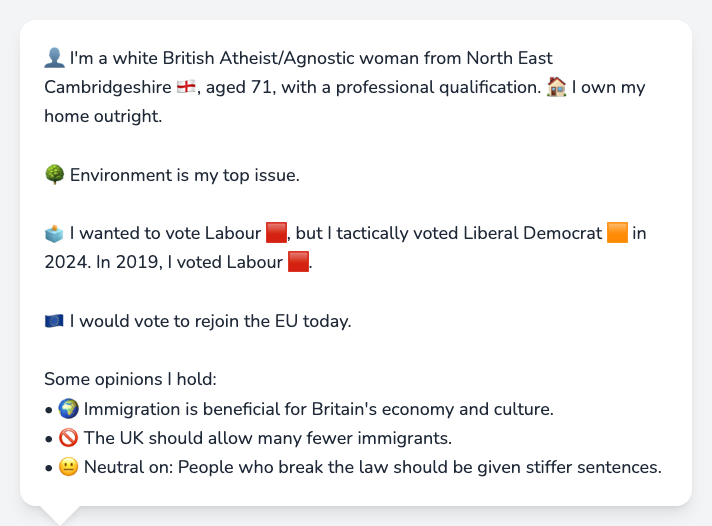 👤 I'm a white British Atheist/Agnostic woman from North East
Cambridgeshire 🏴󠁧󠁢󠁥󠁮󠁧󠁿, aged 71, with a professional qualification. 🏠 I own my
home outright.
🌳 Environment is my top issue.
🗳️ I wanted to vote Labour 🟥, but I tactically voted Liberal Democrat 🟧 in
2024. In 2019, I voted Labour 🟥.
🇪🇺 I would vote to rejoin the EU today.
Some opinions I hold:
• 🌍 Immigration is beneficial for Britain's economy and culture.
• 🚫 The UK should allow many fewer immigrants.
• 😐 Neutral on: People who break the law should be given stiffer sentences.